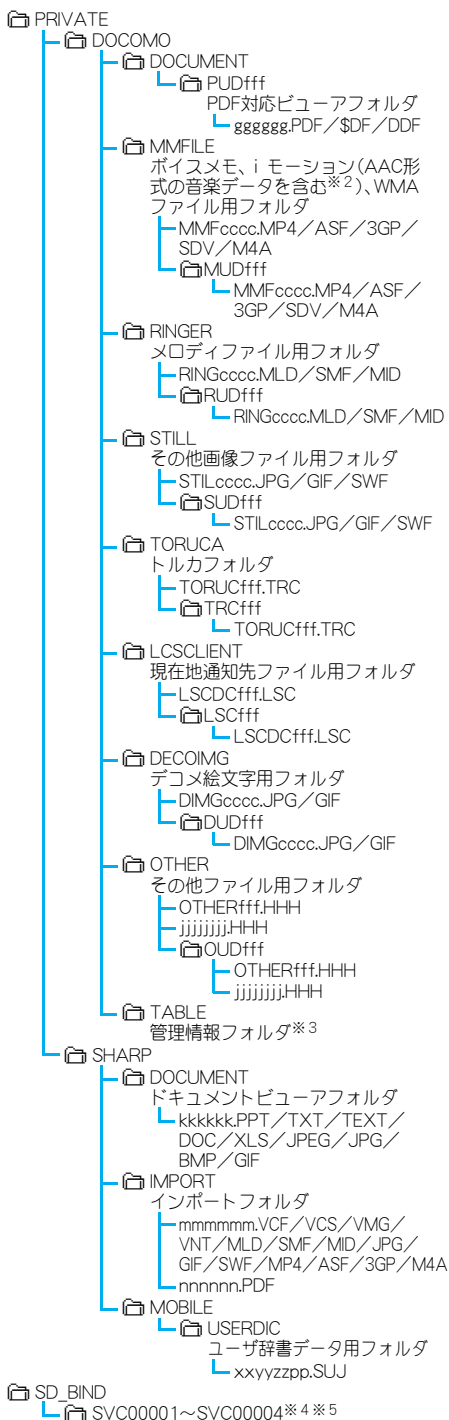 PRIVATE
DOCOMO
DOCUMENT
PUDfff
PDF対応ビューアフォルダ
gggggg.PDF／$DF／DDF
MMFILE
ボイスメモ、iモーション(AAC形
式の音楽データを含む※2)、WMA
ファイル用フォルダ
MMFcccc.MP4／ASF／3GP／
SDV／M4A
MUDfff
MMFcccc.MP4／ASF／
3GP／SDV／M4A
RINGER
メロディファイル用フォルダ
RINGcccc.MLD／SMF／MID
RUDfff
RINGcccc.MLD／SMF／MID
STILL
その他画像ファイル用フォルダ
STILcccc.JPG／GIF／SWF
SUDfff
STILcccc.JPG／GIF／SWF
TORUCA
トルカフォルダ
TORUCfff.TRC
TRCfff
TORUCfff.TRC
LCSCLIENT
現在地通知先ファイル用フォルダ
LSCDCfff.LSC
LSCfff
LSCDCfff.LSC
DECOIMG
デコメ絵文字用フォルダ
DIMGcccc.JPG／GIF
DUDfff
DIMGcccc.JPG／GIF
OTHER
その他ファイル用フォルダ
OTHERfff.HHH
jjjjjjjj.HHH
OUDfff
OTHERfff.HHH
jjjjjjjj.HHH
TABLE
管理情報フォルダ※3
SHARP
DOCUMENT
ドキュメントビューアフォルダ
kkkkkk.PPT／TXT／TEXT／
DOC／XLS／JPEG／JPG／
BMP／GIF
IMPORT
インポートフォルダ
mmmmmm.VCF／VCS／VMG／
VNT／MLD／SMF／MID／JPG／
GIF／SWF／MP4／ASF／3GP／M4A
nnnnnn.PDF
MOBILE
USERDIC
ユーザ辞書データ用フォルダ
xxyyzzpp.SUJ
SD_BIND
SVC00001～SVC00004※4※5